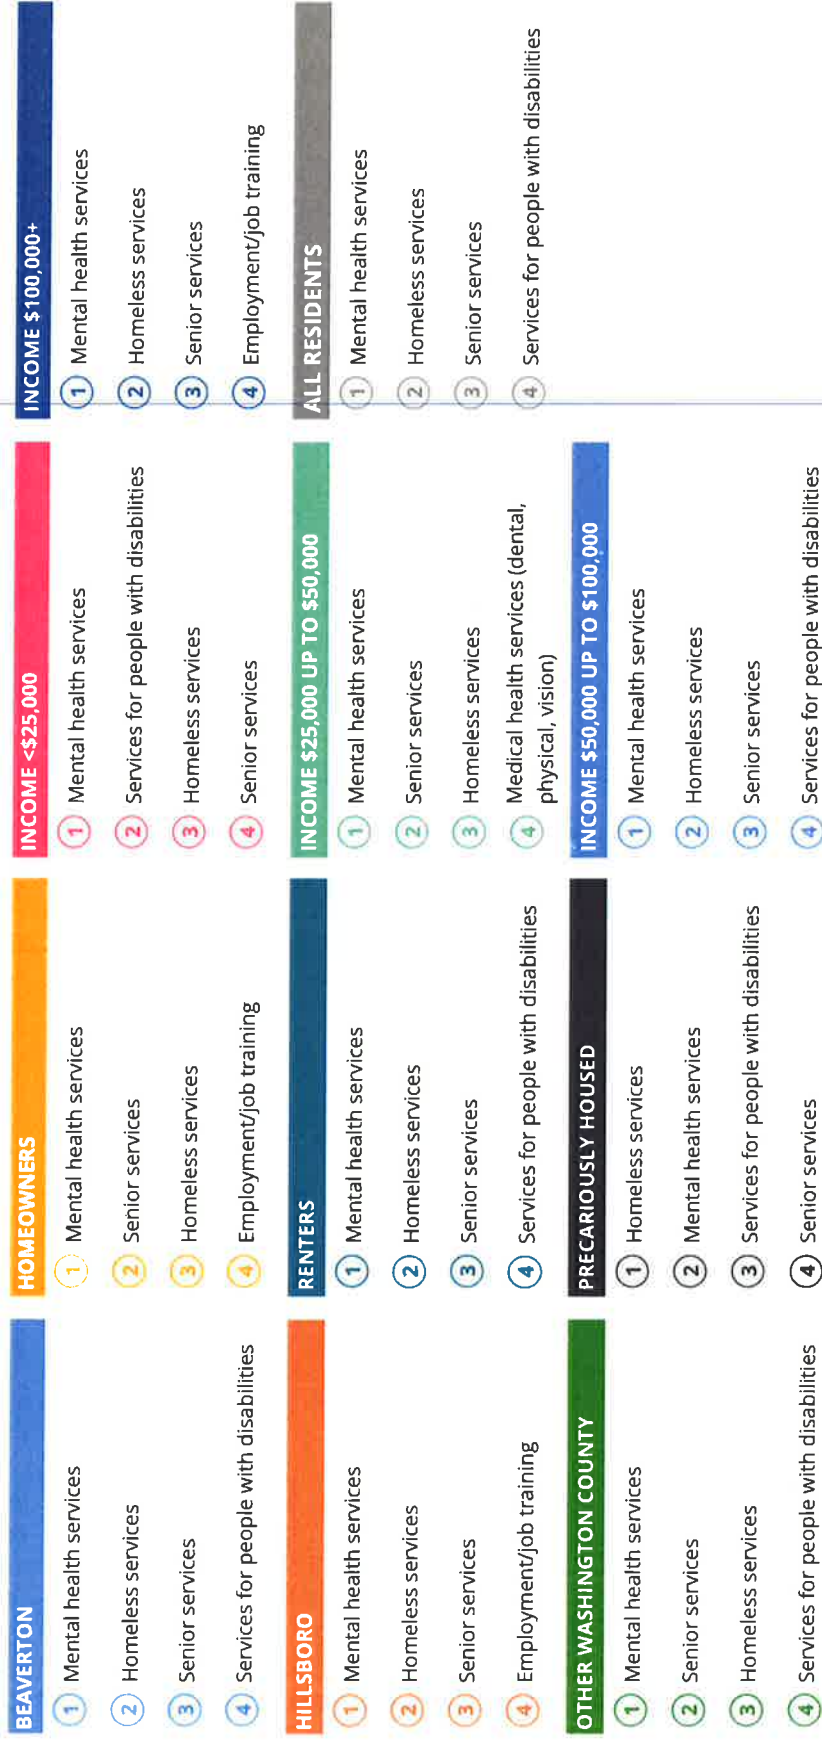 BEAVERTON
1 Mental health services
2 Homeless services
3 Senior services
4 Services for people with disabilities
HILLSBORO
1 Mental health services
2 Homeless services
3 Senior services
4 Employment/job training
OTHER WASHINGTON COUNTY
1 Mental health services
2 Senior services
3 Homeless services
4 Services for people with disabilities
HOMEOWNERS
1 Mental health services
2 Senior services
3 Homeless services
4 Employment/job training
RENTERS
1 Mental health services
2 Homeless services
3 Senior services
4 Services for people with disabilities
PRECARIOUSLY HOUSED
1 Homeless services
2 Mental health services
3 Services for people with disabilities
4 Senior services
INCOME <$25,000
1 Mental health services
2 Services for people with disabilities
3 Homeless services
4 Senior services
INCOME $25,000 UP TO $50,000
1 Mental health services
2 Senior services
3 Homeless services
4 Medical health services (dental,
physical, vision)
INCOME $50,000 UP TO $100,000
1 Mental health services
2 Homeless services
3 Senior services
4 Services for people with disabilities
INCOME $100,000+
1 Mental health services
2 Homeless services
3 Senior services
4 Employment/job training
ALL RESIDENTS
1 Mental health services
2 Homeless services
3 Senior services
4 Services for people with disabilities